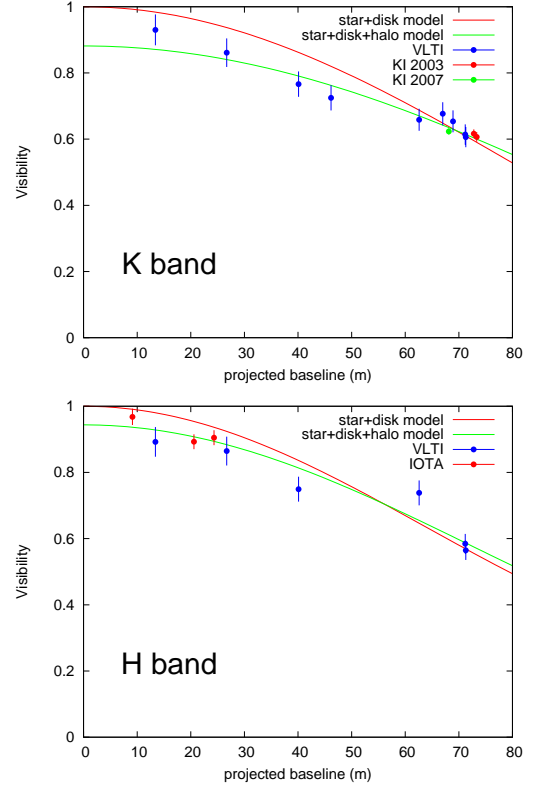 star+disk model
star+disk+halo model
VLTI
KI 2003
KI 2007
1
0.8
0.6
0.4
0.2
0
Visibility
K band
0 10 20 30 40 50 60 70 80
projected baseline (m)
star+disk model
star+disk+halo model
VLTI
IOTA
1
0.8
0.6
0.4
0.2
0
Visibility
H band
0 10 20 30 40 50 60 70 80
projected baseline (m)